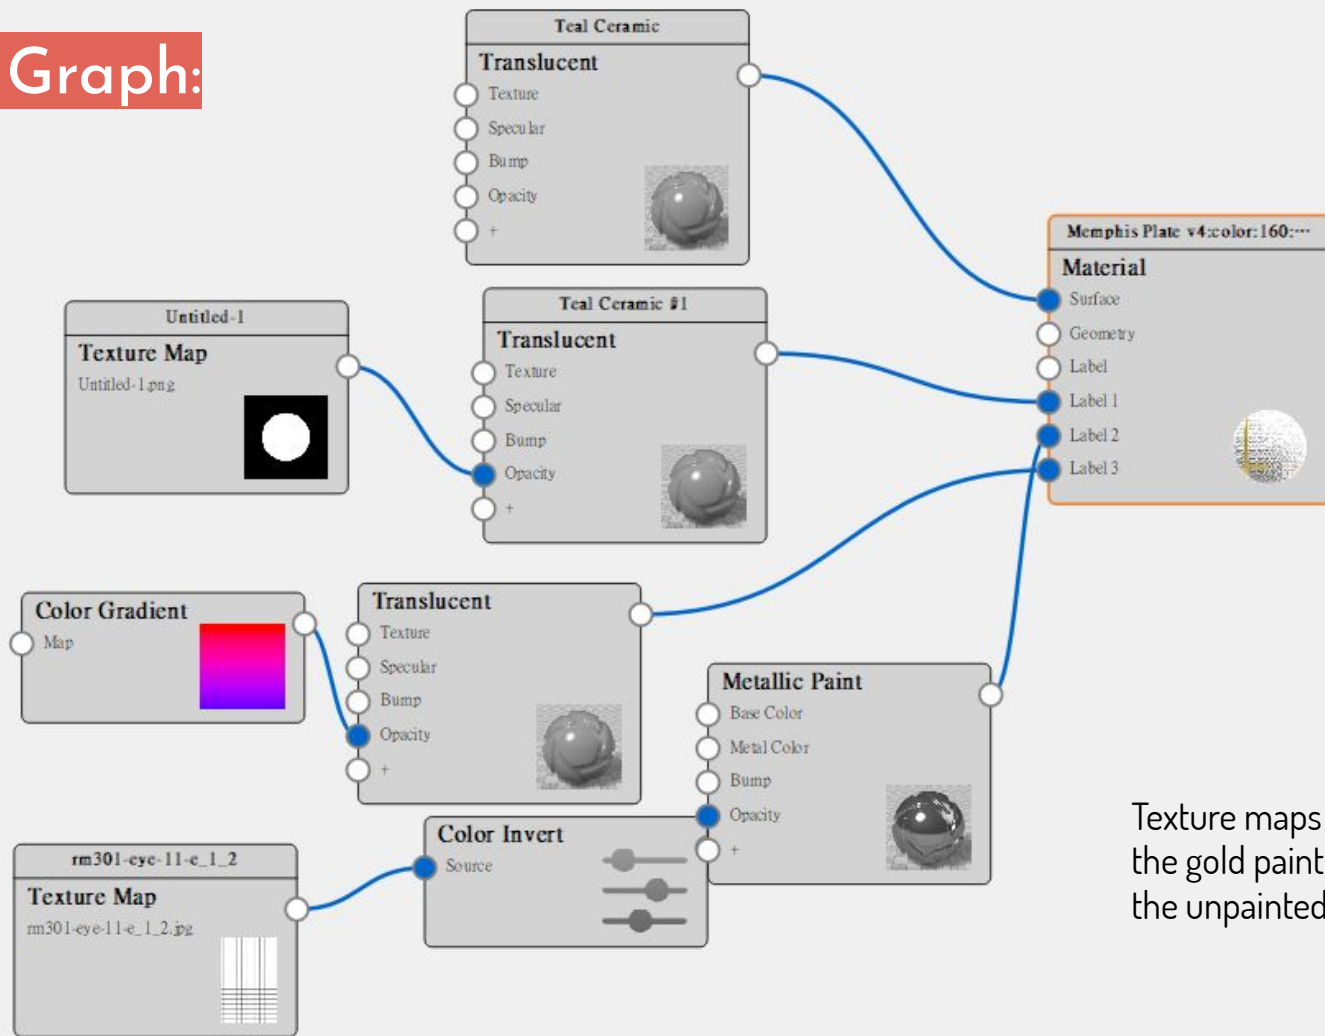 Graph:
Teal Ceramic
Translucent
Texture
Specular
Bump
Opacity
+
Memphis Plate v4:color:160:···
Material
Surface
Geometry
Label
Label 1
Label 2
Label 3
Untitled-1
Texture Map
Untitled-1.png
Teal Ceramic #1
Translucent
Texture
Specular
Bump
Opacity
+
Color Gradient
Map
Translucent
Texture
Specular
Bump
Opacity
+
Metallic Paint
Base Color
Metal Color
Bump
Opacity
+
Color Invert
Source
rm301-eye-11-e_1_2
Texture Map
rm301-eye-11-e_1_2.jpg
Texture maps
the gold paint
the unpainted